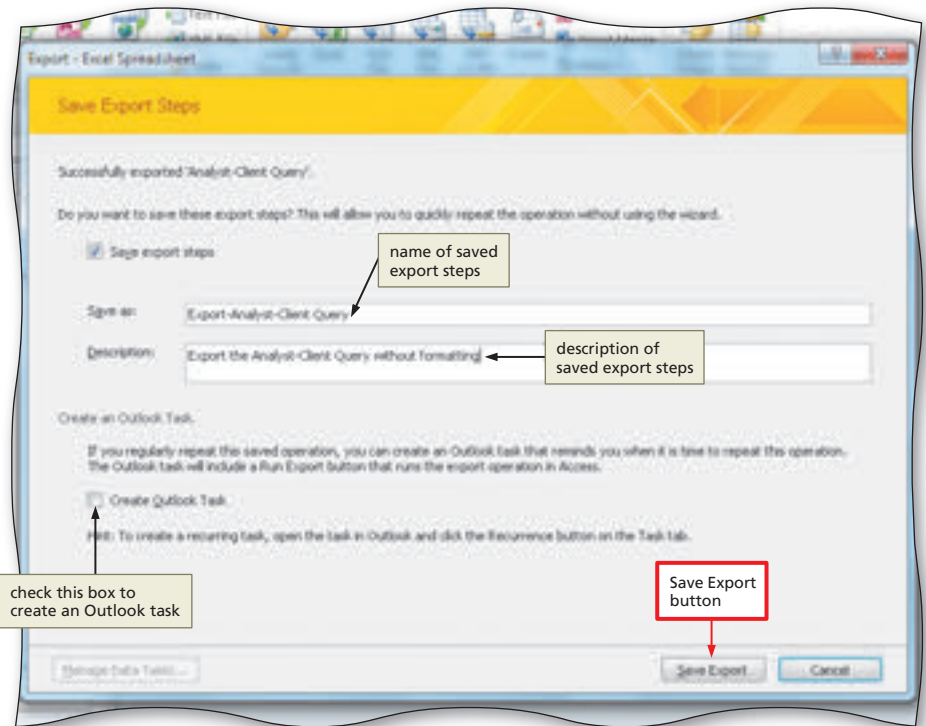 Export - Excel Spreadsheet
Save Export Steps
Successfully exported 'Analyst-Client Query'.
Do you want to save these export steps? This will allow you to quickly repeat the operation without using the wizard.
Save export steps
name of saved
export steps
Save as:
Export-Analyst-Client Query
Description:
Export the Analyst-Client Query without formatting
description of
saved export steps
Create an Outlook Task.
If you regularly repeat this saved operation, you can create an Outlook task that reminds you when it is time to repeat this operation.
The Outlook task will include a Run Export button that runs the export operation in Access.
Create Outlook Task
Hint: To create a recurring task, open the task in Outlook and click the Recurrence button on the Task tab.
check this box to
create an Outlook task
Save Export
button
Manage Data Tasks...
Save Export
Cancel